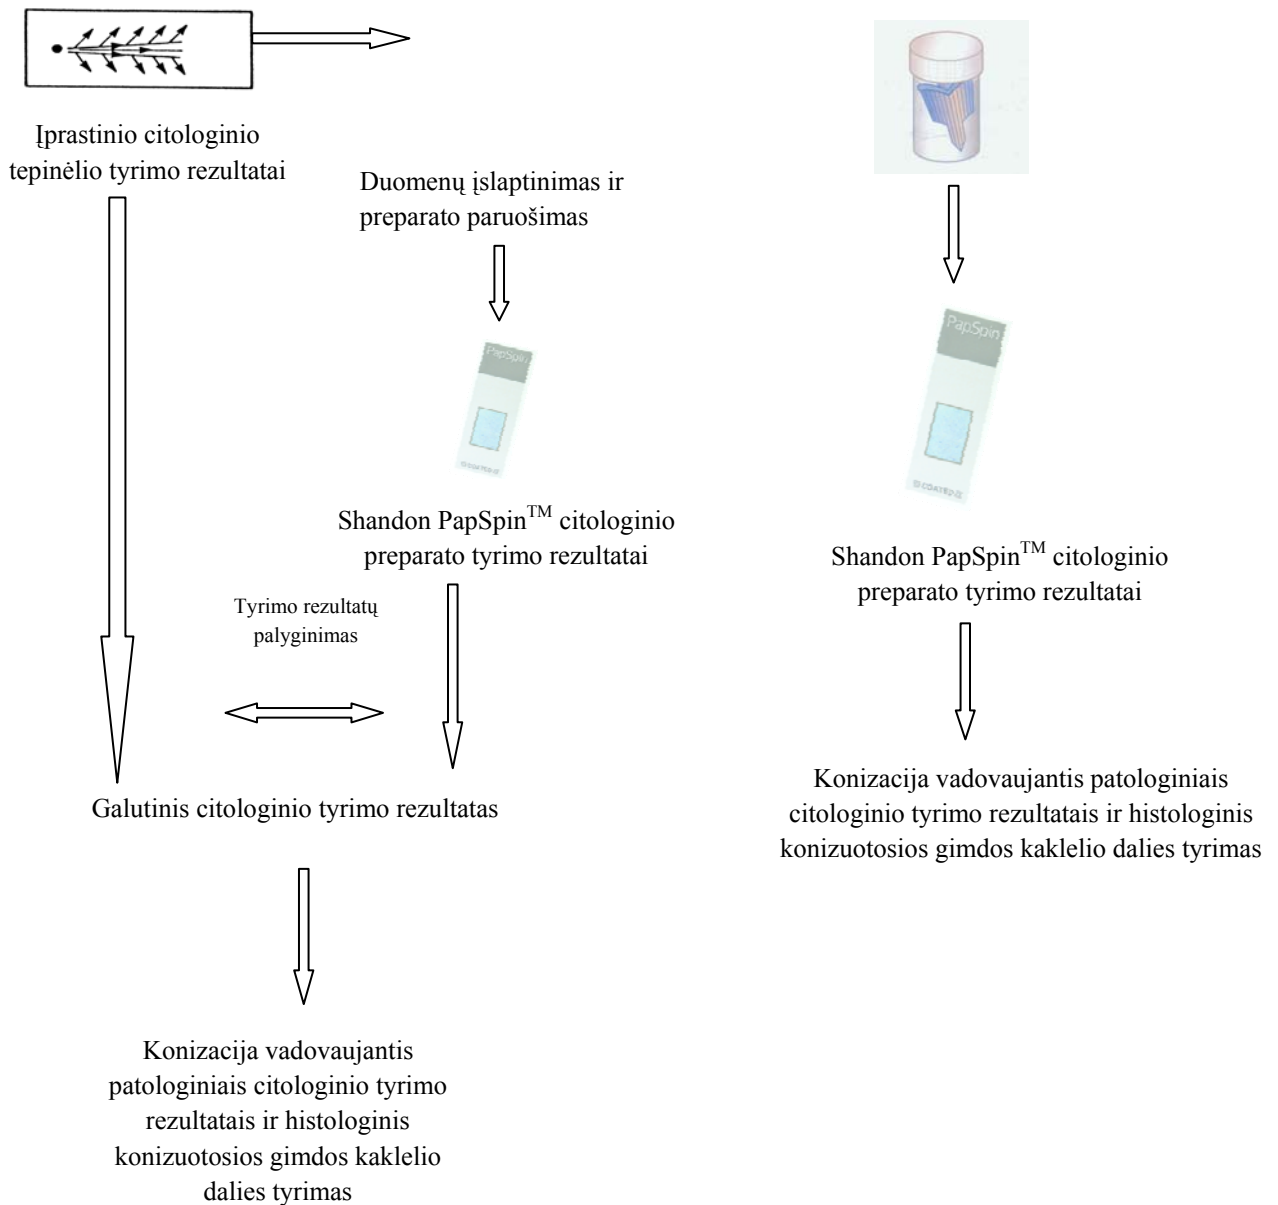 Įprastinio citologinio
tepinėlio tyrimo rezultatai
Duomenų įslaptinimas ir
preparato paruošimas
PapSpin
Shandon PapSpin™ citologinio
preparato tyrimo rezultatai
Tyrimo rezultatų
palyginimas
Galutinis citologinio tyrimo rezultatas
Konizacija vadovaujantis
patologiniais citologinio tyrimo
rezultatais ir histologinis
konizuotosios gimdos kaklelio
dalies tyrimas
PapSpin
Shandon PapSpin™ citologinio
preparato tyrimo rezultatai
Konizacija vadovaujantis patologiniais
citologinio tyrimo rezultatais ir histologinis
konizuotosios gimdos kaklelio dalies tyrimas